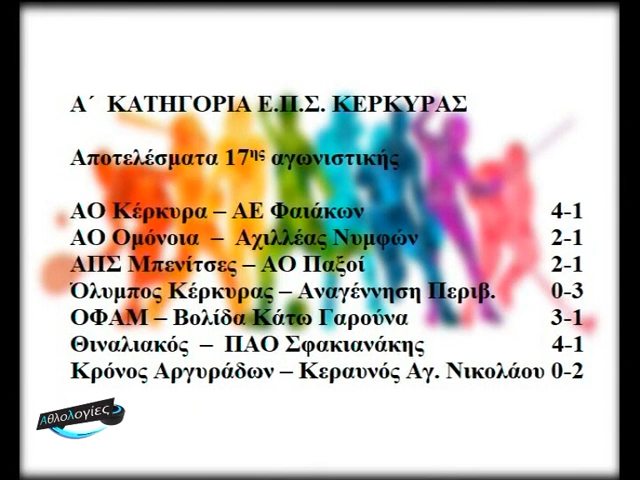 Α΄ ΚΑΤΗΓΟΡΙΑ Ε.Π.Σ. ΚΕΡΚΥΡΑΣ
Αποτελέσματα 17ης αγωνιστικής
ΑΟ Κέρκυρα – ΑΕ Φαιάκων 4-1
ΑΟ Ομόνοια – Αχιλλέας Νυμφών 2-1
ΑΠΣ Μπενίτσες – ΑΟ Παξοί 2-1
Όλυμπος Κέρκυρας – Αναγέννηση Περιβ. 0-3
ΟΦΑΜ – Βολίδα Κάτω Γαρούνα 3-1
Θιναλιακός – ΠΑΟ Σφακιανάκης 4-1
Κρόνος Αργυράδων – Κεραυνός Αγ. Νικολάου 0-2
Αθλολογίες